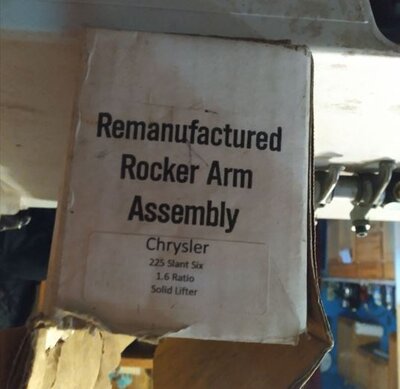 Remanufactured
Rocker Arm
Assembly
Chrysler
225 Slant Six
1.6 Ratio
Solid Lifter